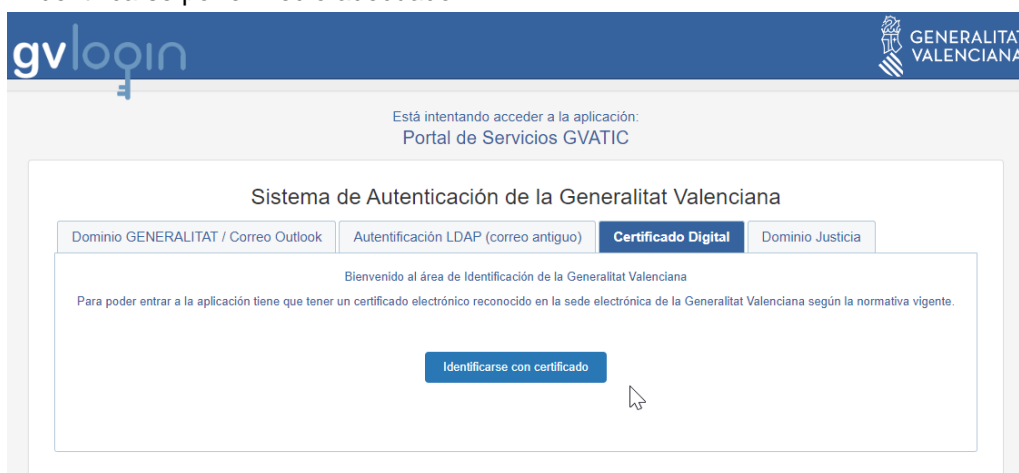 gvlogin
GENERALITAT
VALENCIANA
Está intentando acceder a la aplicación:
Portal de Servicios GVATIC
Sistema de Autenticación de la Generalitat Valenciana
Dominio GENERALITAT / Correo Outlook
Autentificación LDAP (correo antiguo)
Certificado Digital
Dominio Justicia
Bienvenido al área de Identificación de la Generalitat Valenciana
Para poder entrar a la aplicación tiene que tener un certificado electrónico reconocido en la sede electrónica de la Generalitat Valenciana según la normativa vigente.
Identificarse con certificado